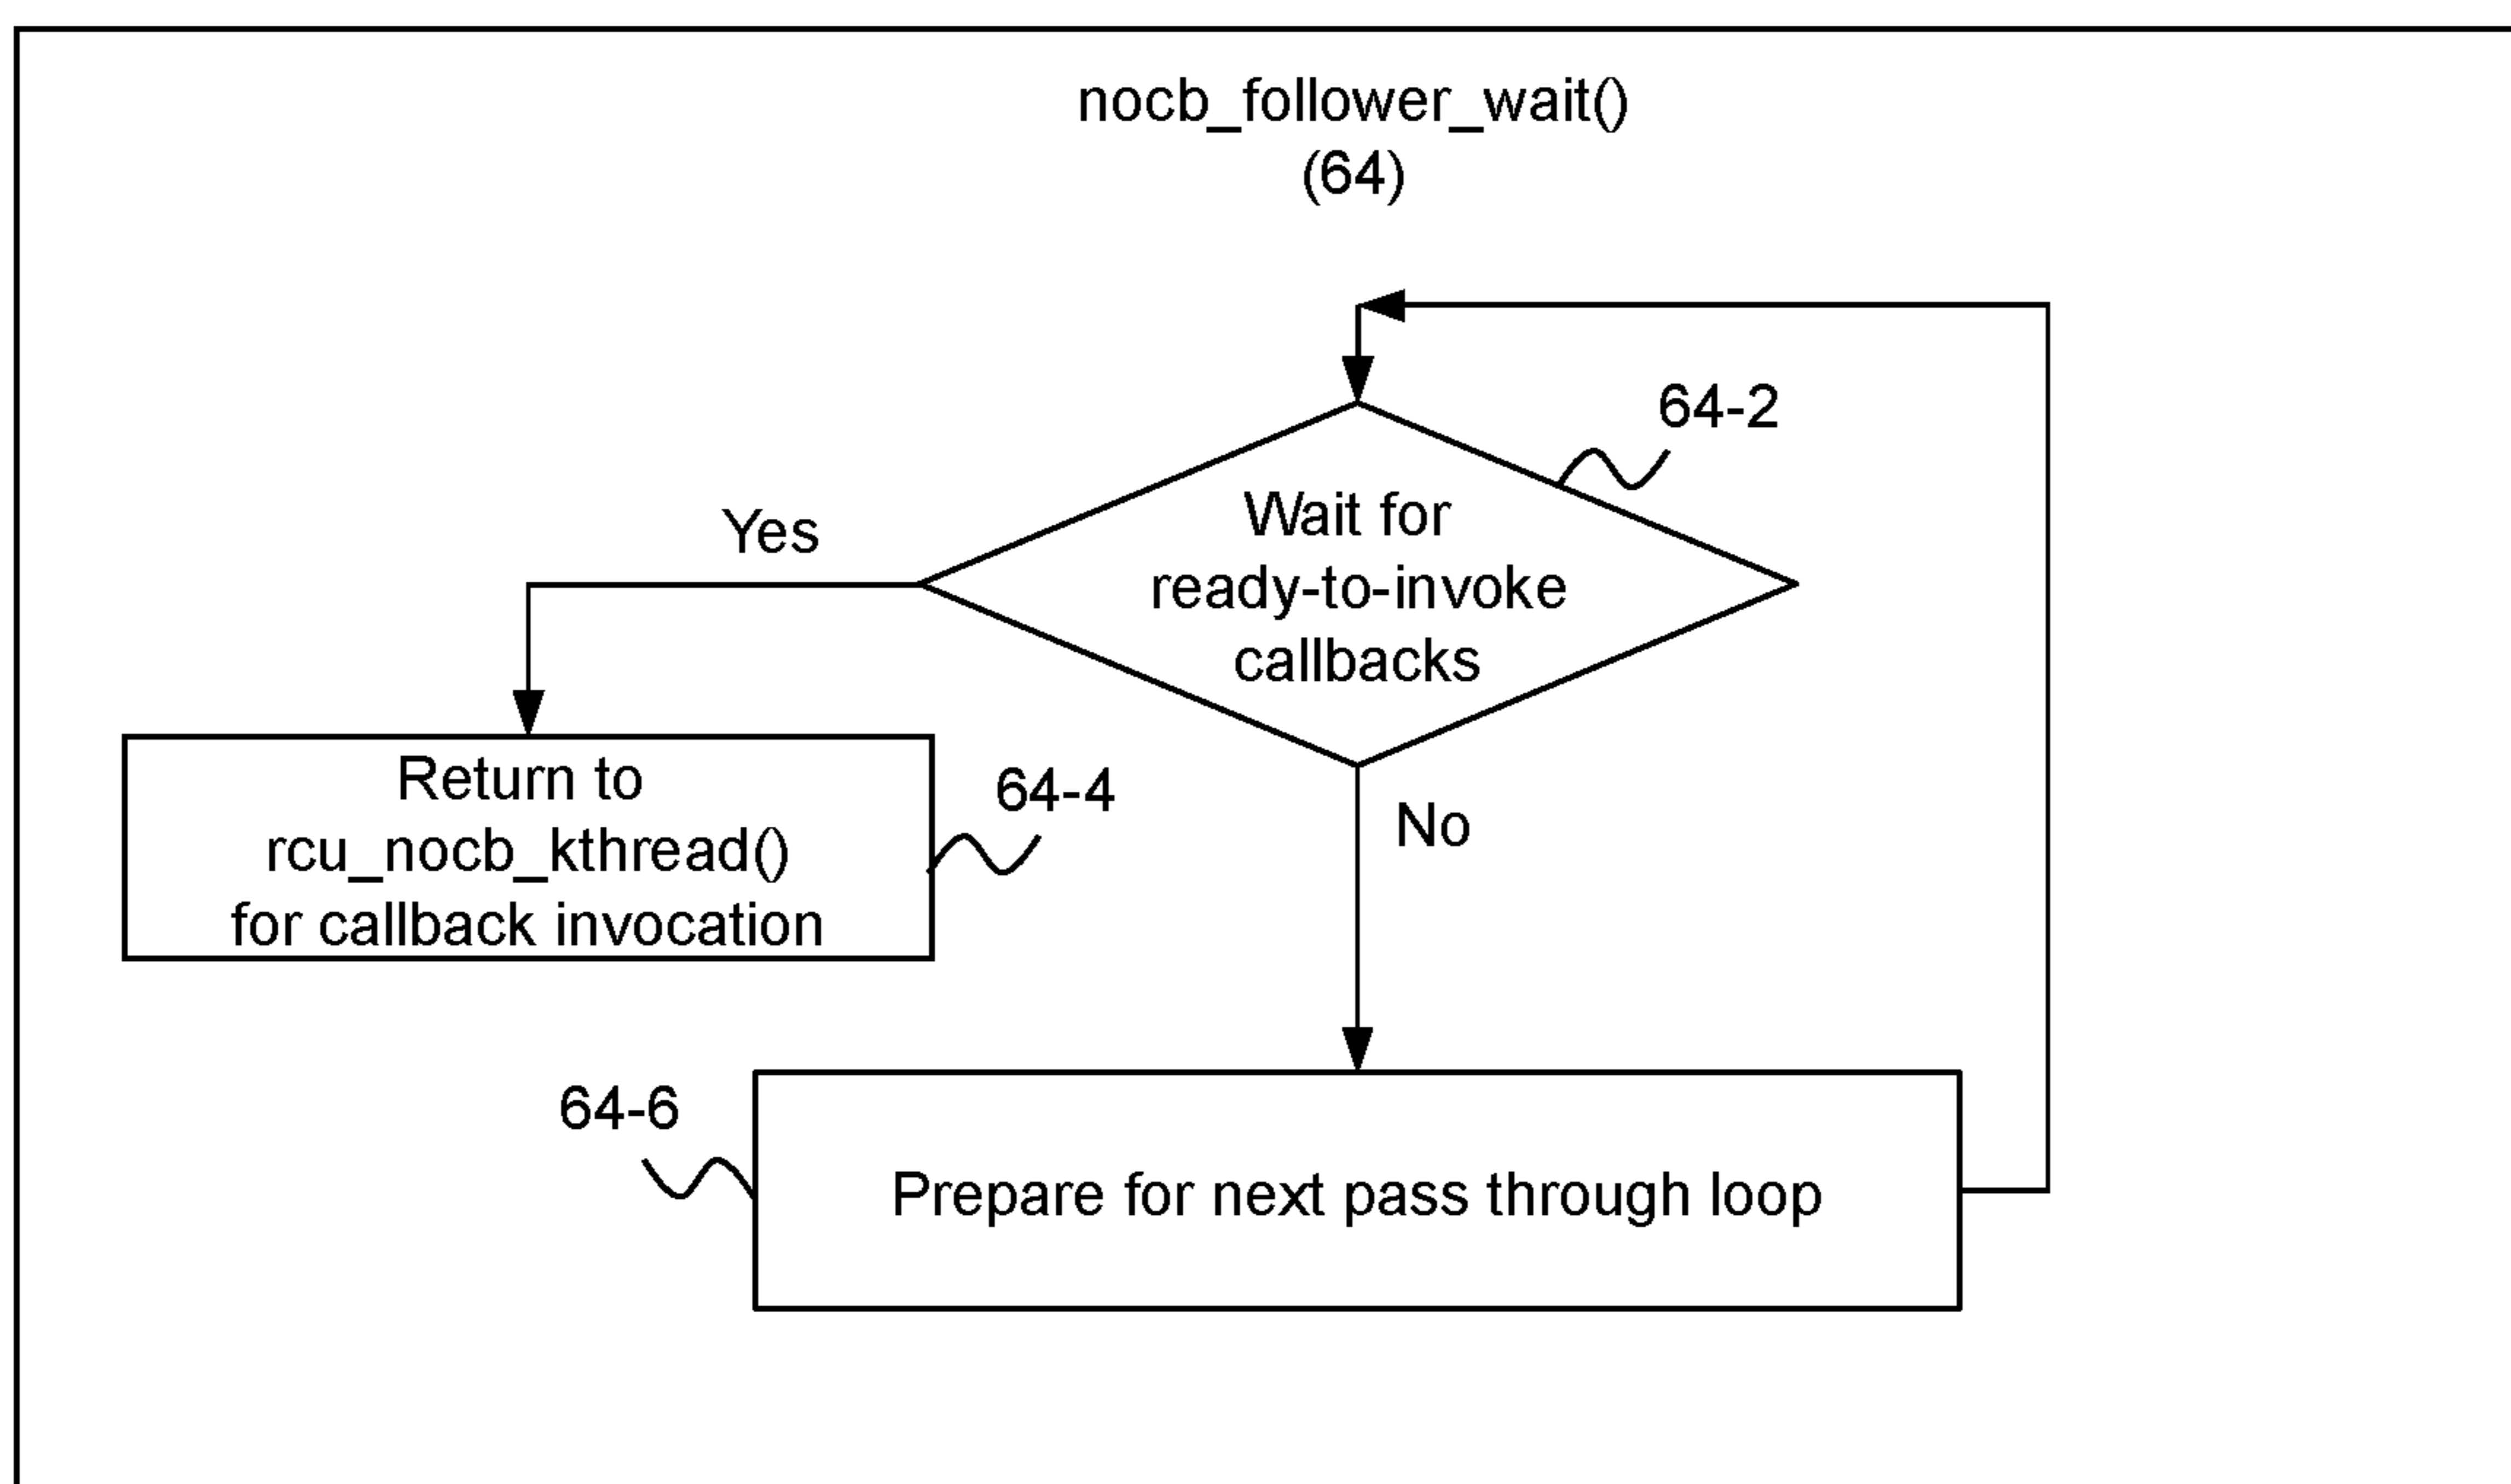 nocb_follower_wait()
(64)
64-2
Wait for
ready-to-invoke
callbacks
Yes
No
Return to
rcu_nocb_kthread()
for callback invocation
64-4
64-6
Prepare for next pass through loop